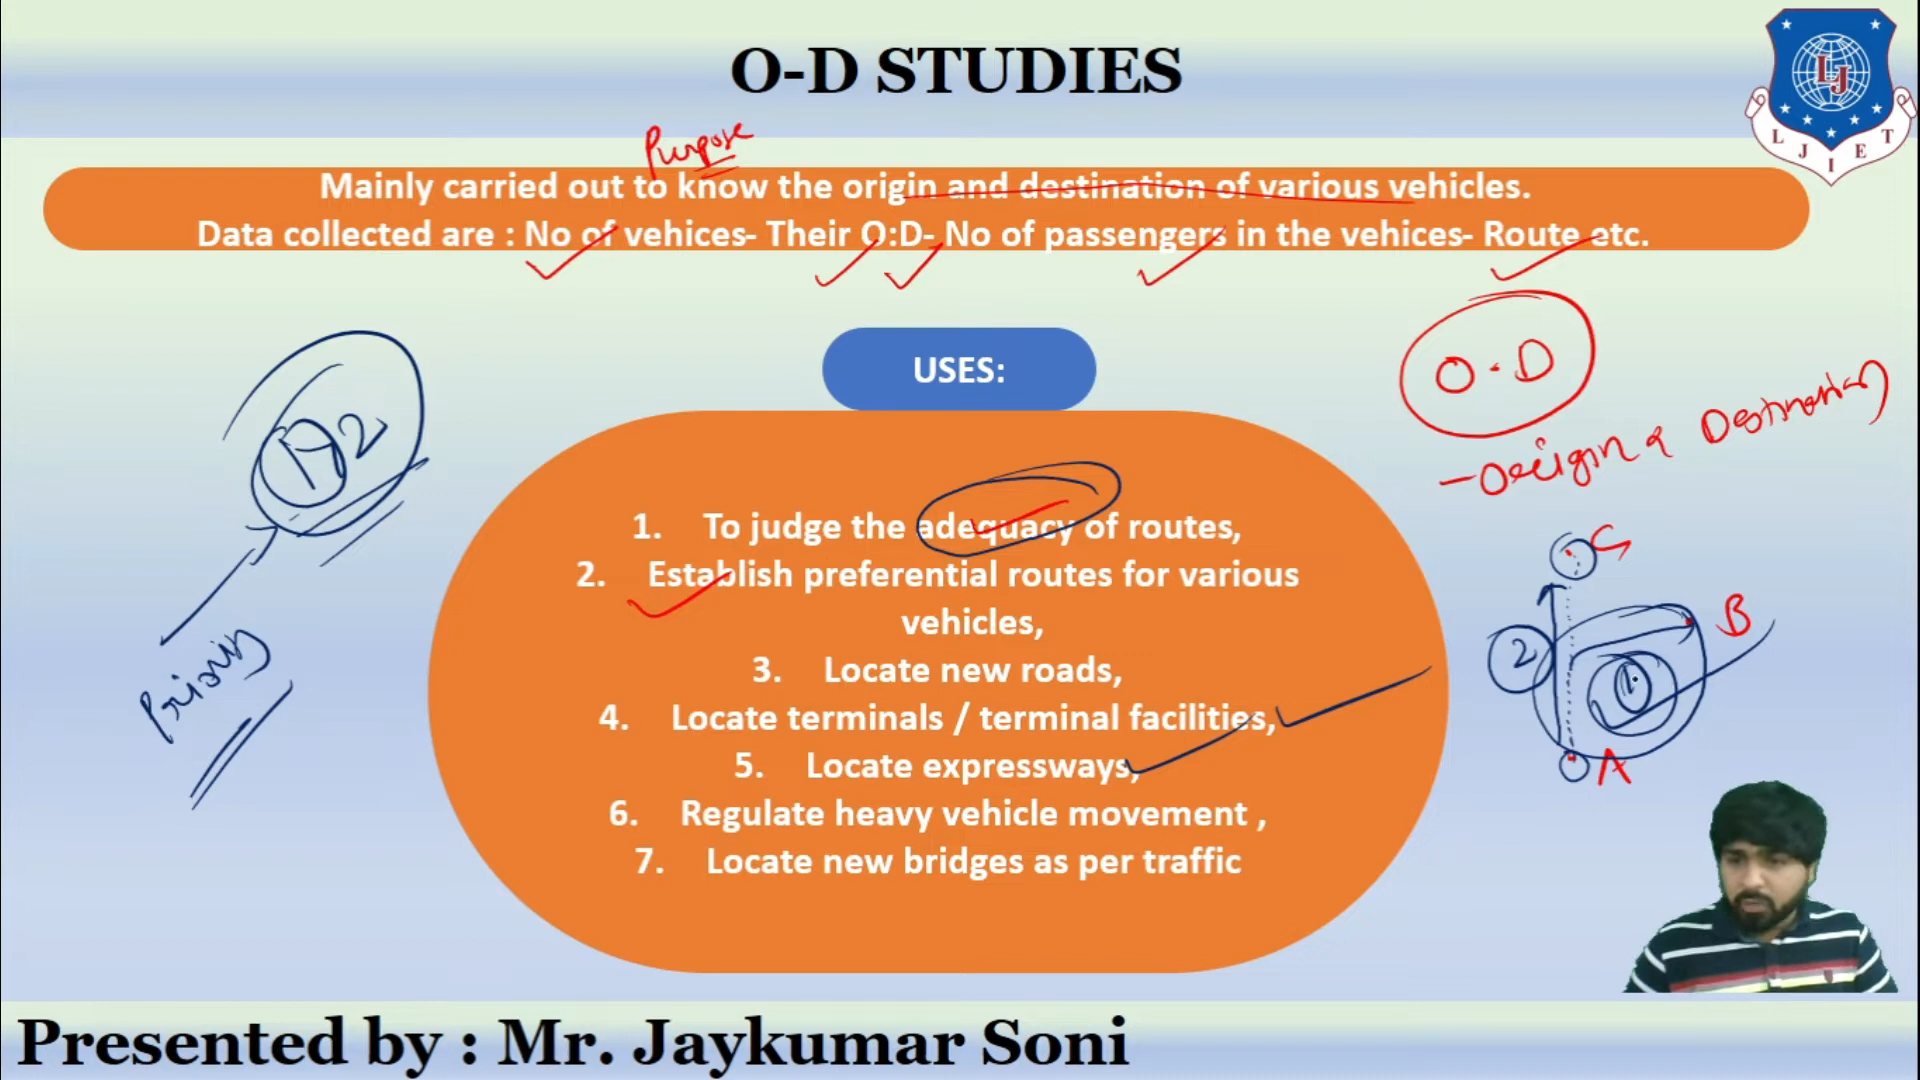 O-D STUDIES
L J
L J I E T
Purpose
Mainly carried out to know the origin and destination of various vehicles.
Data collected are : No of vehices- Their O:D- No of passengers in the vehices- Route etc.
USES:
O-D
- Origin & Destination
1. To judge the adequacy of routes,
2. Establish preferential routes for various
vehicles,
3. Locate new roads,
4. Locate terminals / terminal facilities,
5. Locate expressways,
6. Regulate heavy vehicle movement ,
7. Locate new bridges as per traffic
2
Priority
C
B
2
1
A
Presented by : Mr. Jaykumar Soni